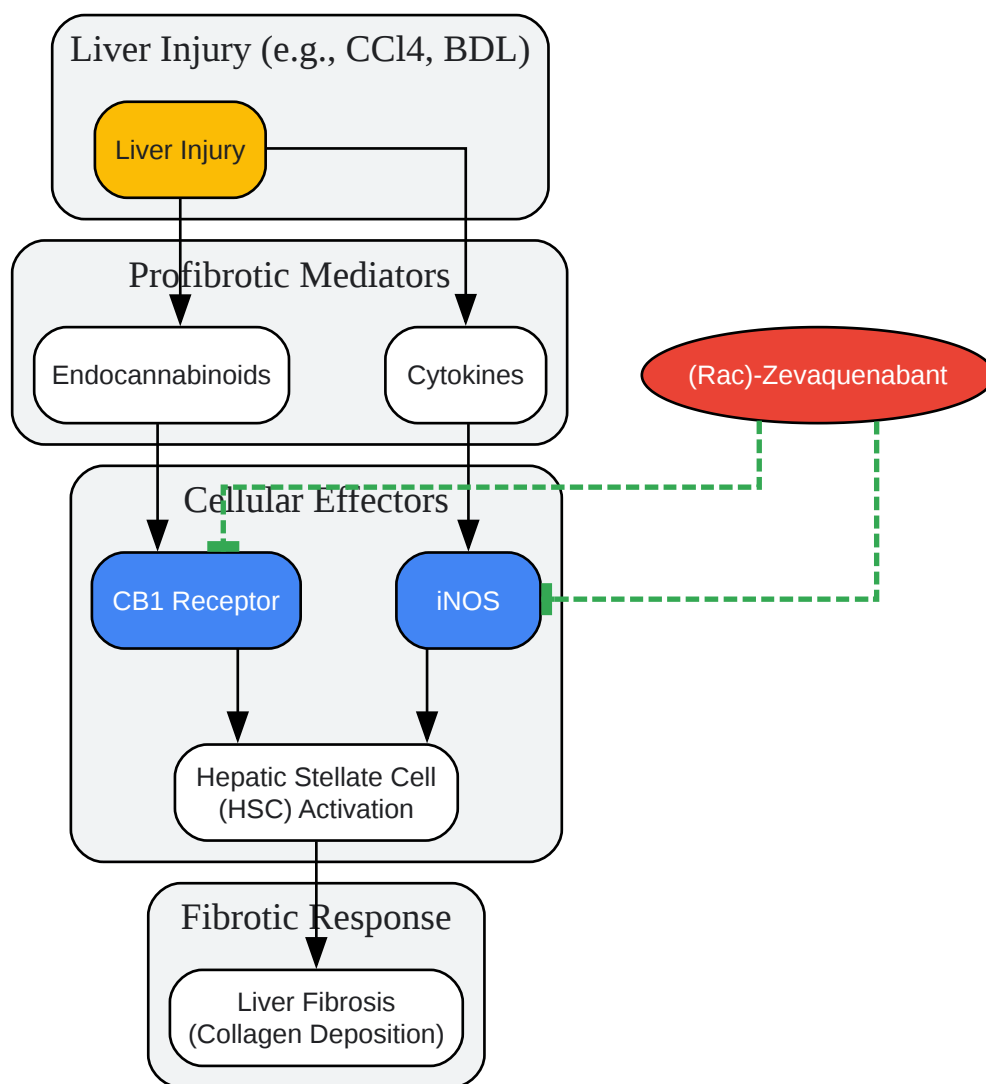 Liver Injury (e.g., CCl4, BDL)
Liver Injury
Profibrotic Mediators
Endocannabinoids
Cytokines
(Rac)-Zevaquenabant
Cellular Effectors
CB1 Receptor
iNOS
Hepatic Stellate Cell
(HSC) Activation
Fibrotic Response
Liver Fibrosis
(Collagen Deposition)